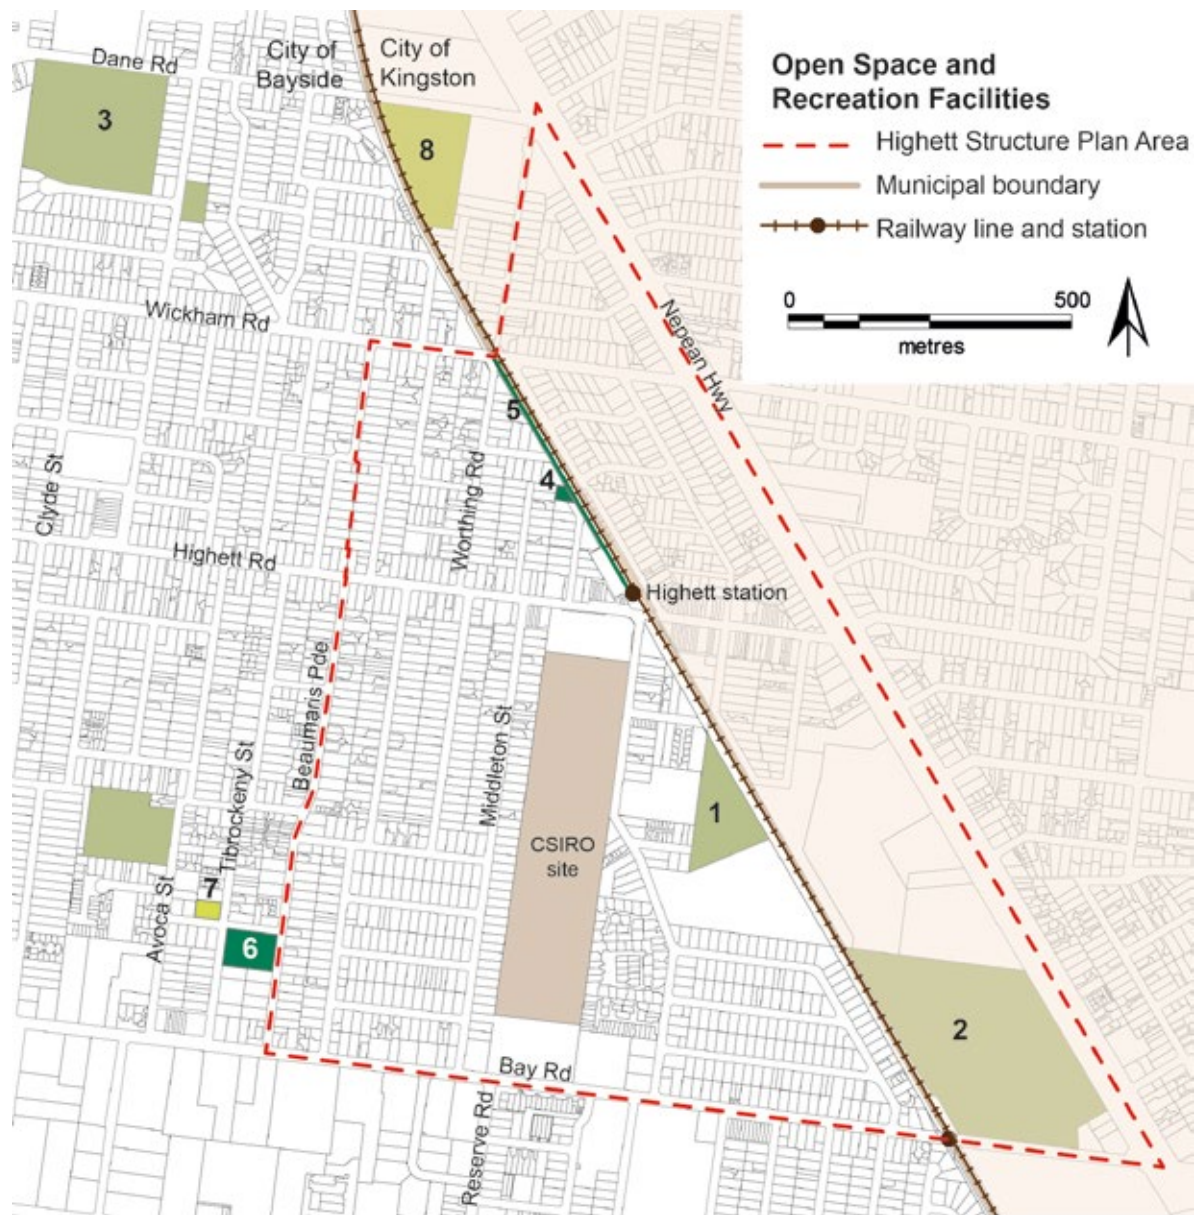 Dane Rd
City of
Bayside
City of
Kingston
Open Space and
Recreation Facilities
Highett Structure Plan Area
Municipal boundary
Railway line and station
0
500
metres
3
8
Wickham Rd
Nepean Hwy
5
4
Clyde St
Worthing Rd
Highett Rd
Highett station
Beaumaris Pde
Middleton St
Tibrockeny St
1
CSIRO
site
7
Avoca St
6
2
Bay Rd
Reserve Rd